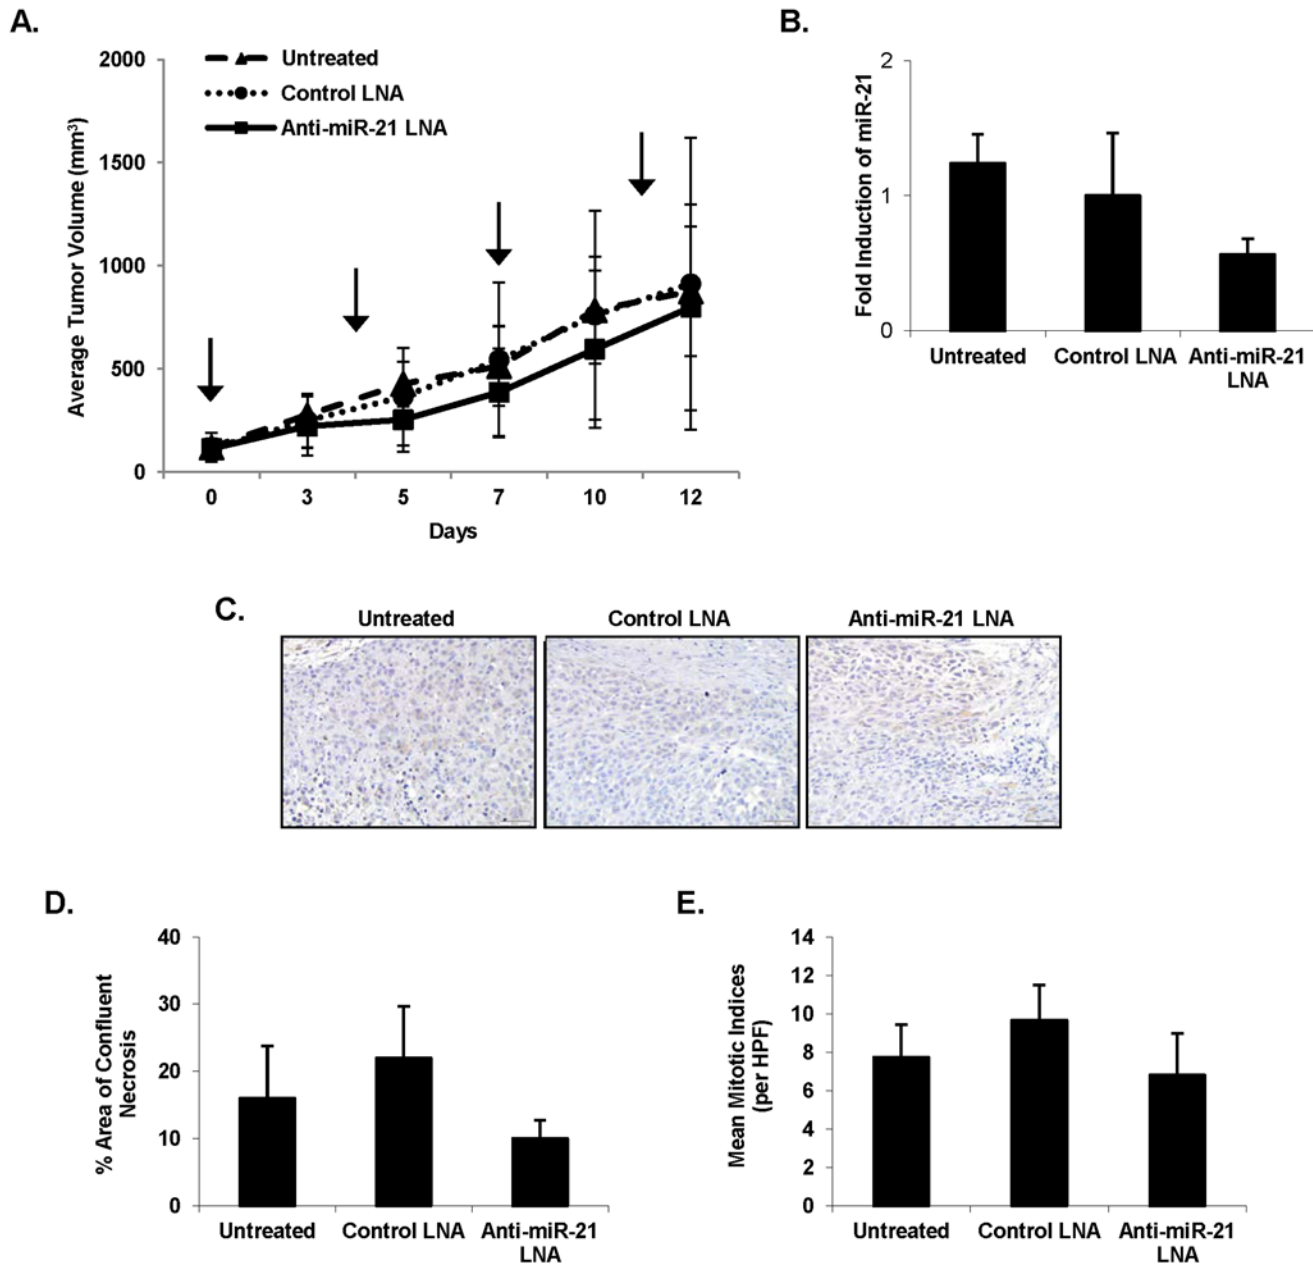 A.
2000
1500
1000
500
0
Average Tumor Volume (mm³)
Untreated
Control LNA
Anti-miR-21 LNA
0 3 5 7 10 12
Days
B.
2
1
0
Fold Induction of miR-21
Untreated Control LNA Anti-miR-21
LNA
C.
Untreated Control LNA Anti-miR-21 LNA
D.
40
30
20
10
0
% Area of Confluent
Necrosis
Untreated Control LNA Anti-miR-21
LNA
E.
14
12
10
8
6
4
2
0
Mean Mitotic Indices
(per HPF)
Untreated Control LNA Anti-miR-21
LNA